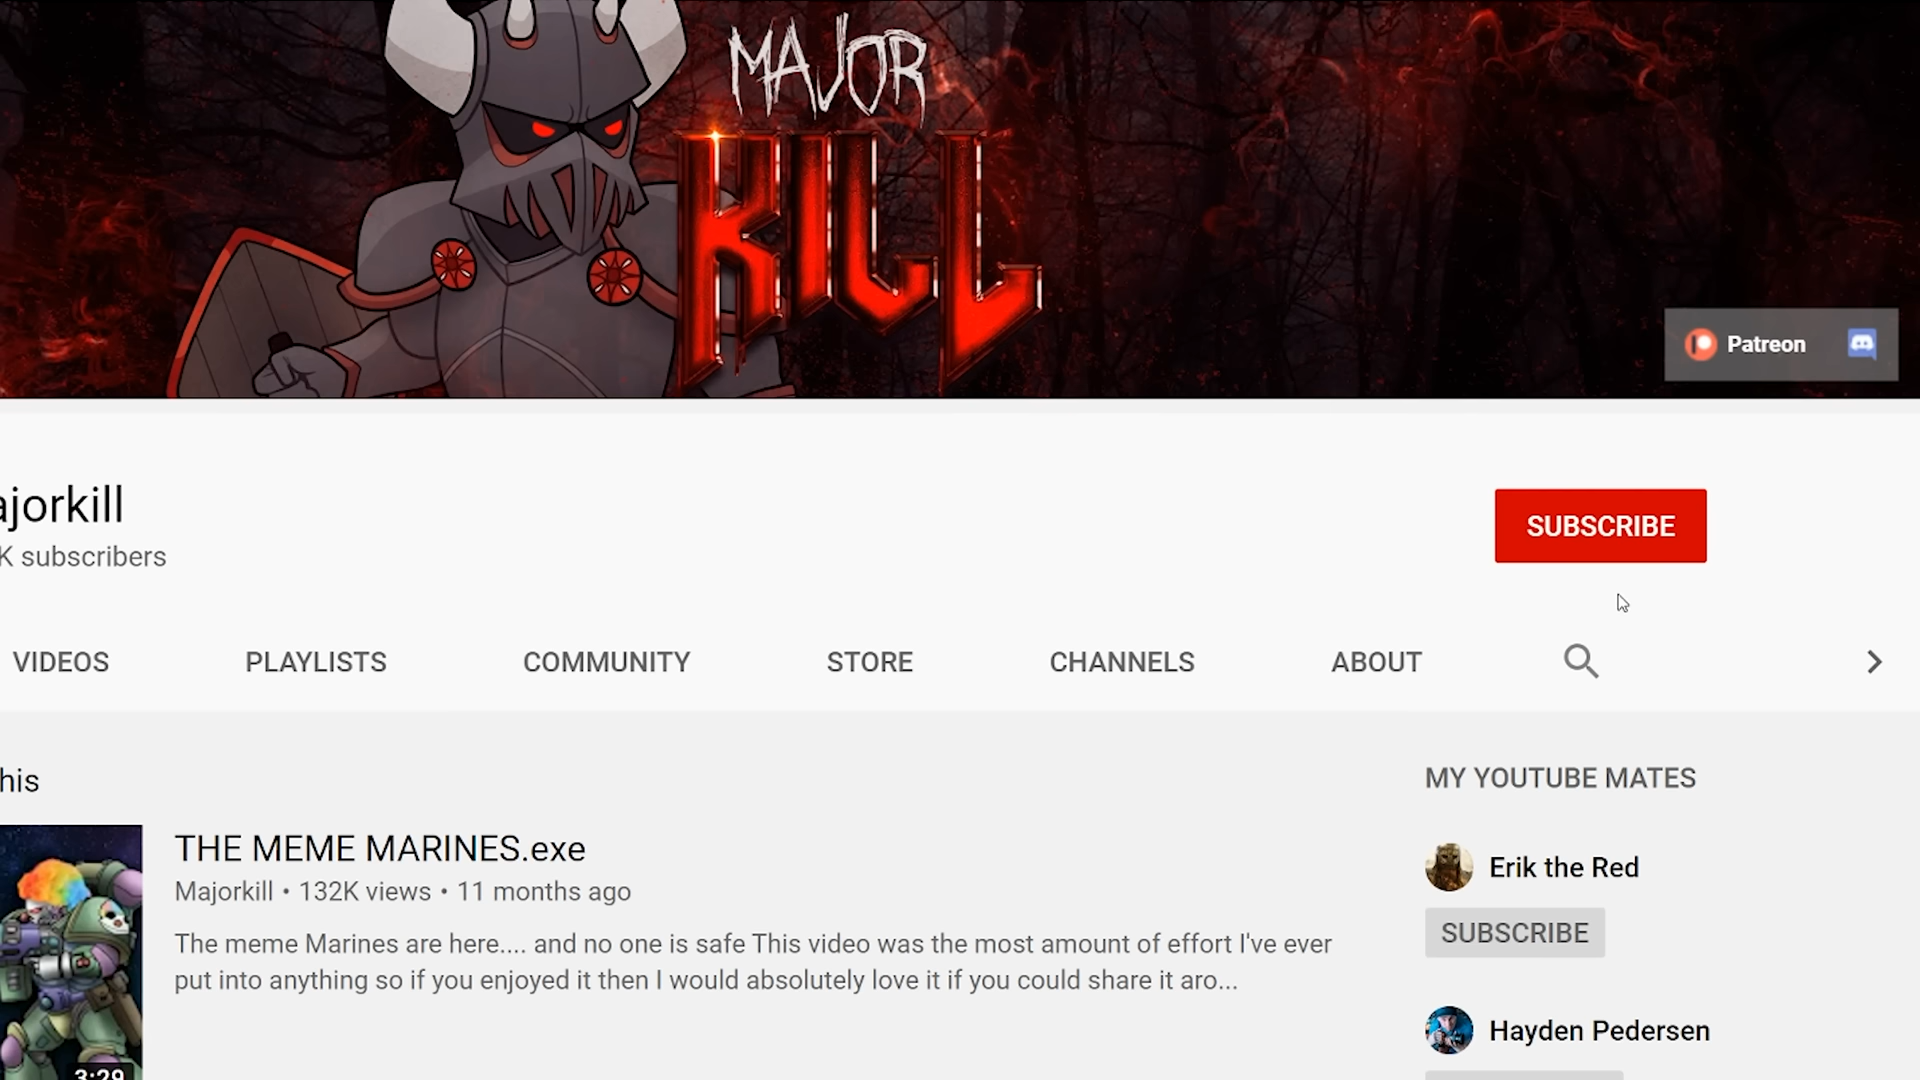 MAJOR
KILL
Patreon
ajorkill
K subscribers
SUBSCRIBE
VIDEOS PLAYLISTS COMMUNITY STORE CHANNELS ABOUT
his
MY YOUTUBE MATES
THE MEME MARINES.exe
Majorkill • 132K views • 11 months ago
The meme Marines are here.... and no one is safe This video was the most amount of effort I've ever
put into anything so if you enjoyed it then I would absolutely love it if you could share it aro...
3:29
Erik the Red
SUBSCRIBE
Hayden Pedersen